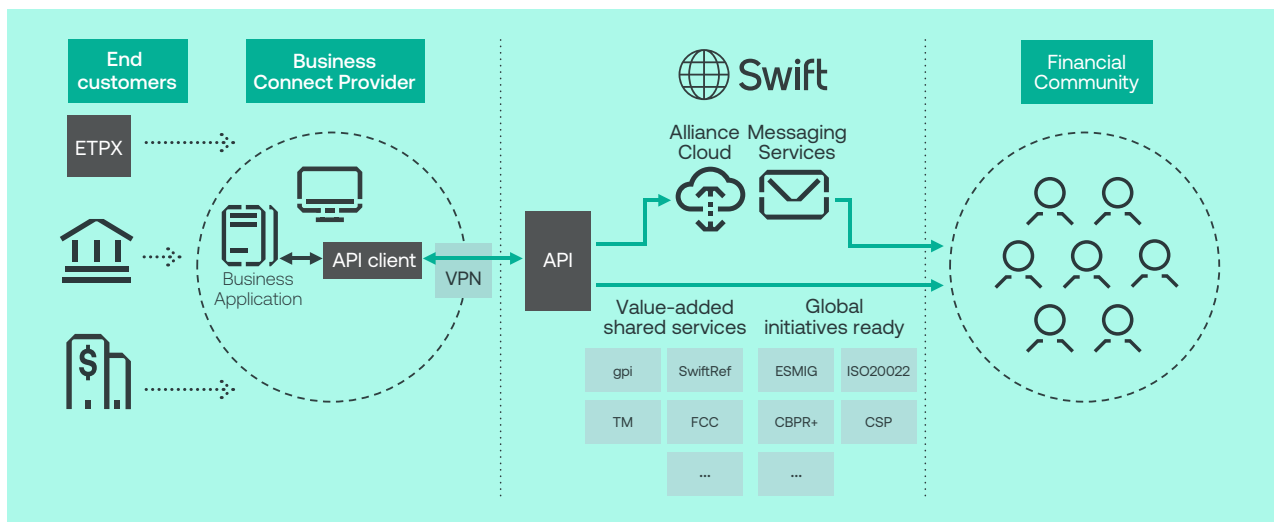 End
customers
Business
Connect Provider
Swift
Financial
Community
ETPX
$
Business
Application
API client
VPN
API
Alliance
Cloud
Messaging
Services
Value-added
shared services
Global
initiatives ready
gpi
SwiftRef
ESMIG
ISO20022
TM
FCC
CBPR+
CSP
...
...